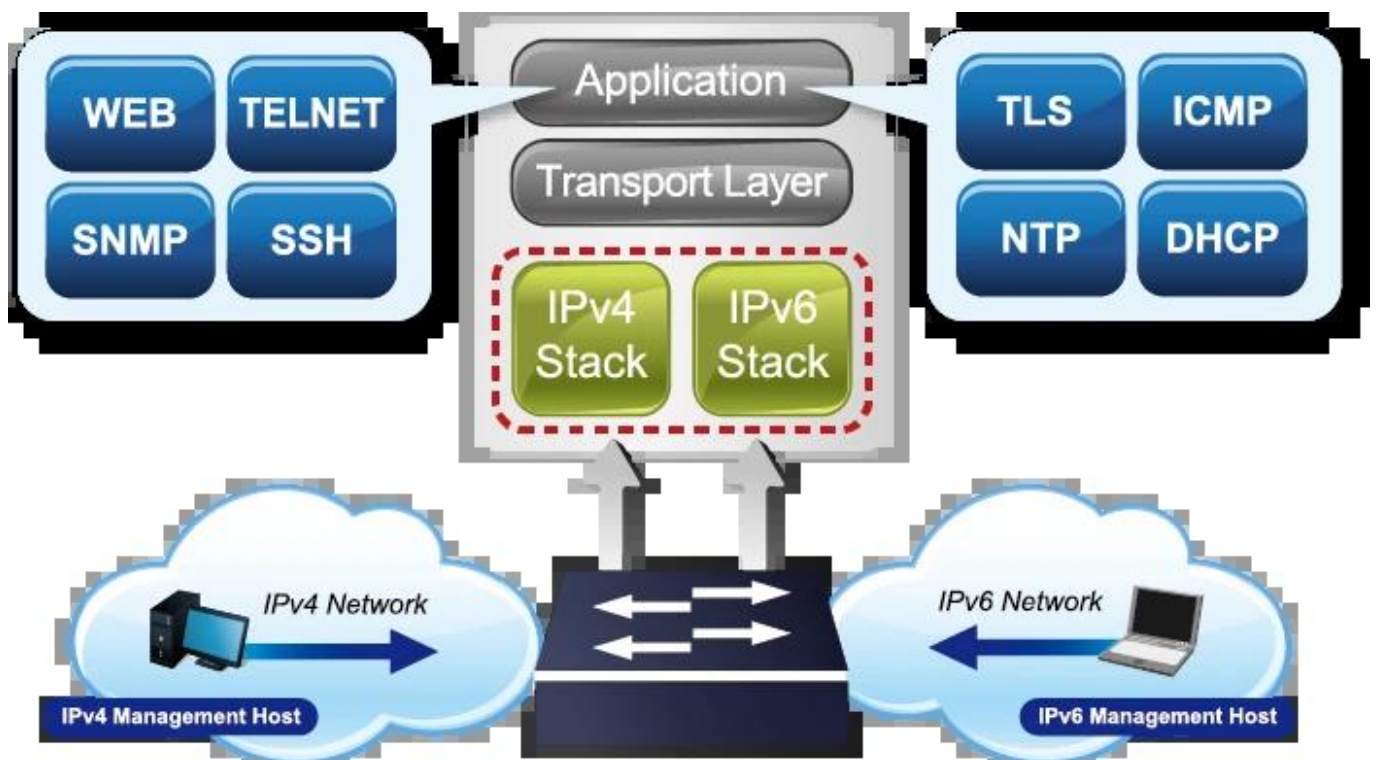 WEB
TELNET
SNMP
SSH
Application
Transport Layer
IPv4
Stack
IPv6
Stack
TLS
ICMP
NTP
DHCP
IPv4 Network
IPv4 Management Host
IPv6 Network
IPv6 Management Host